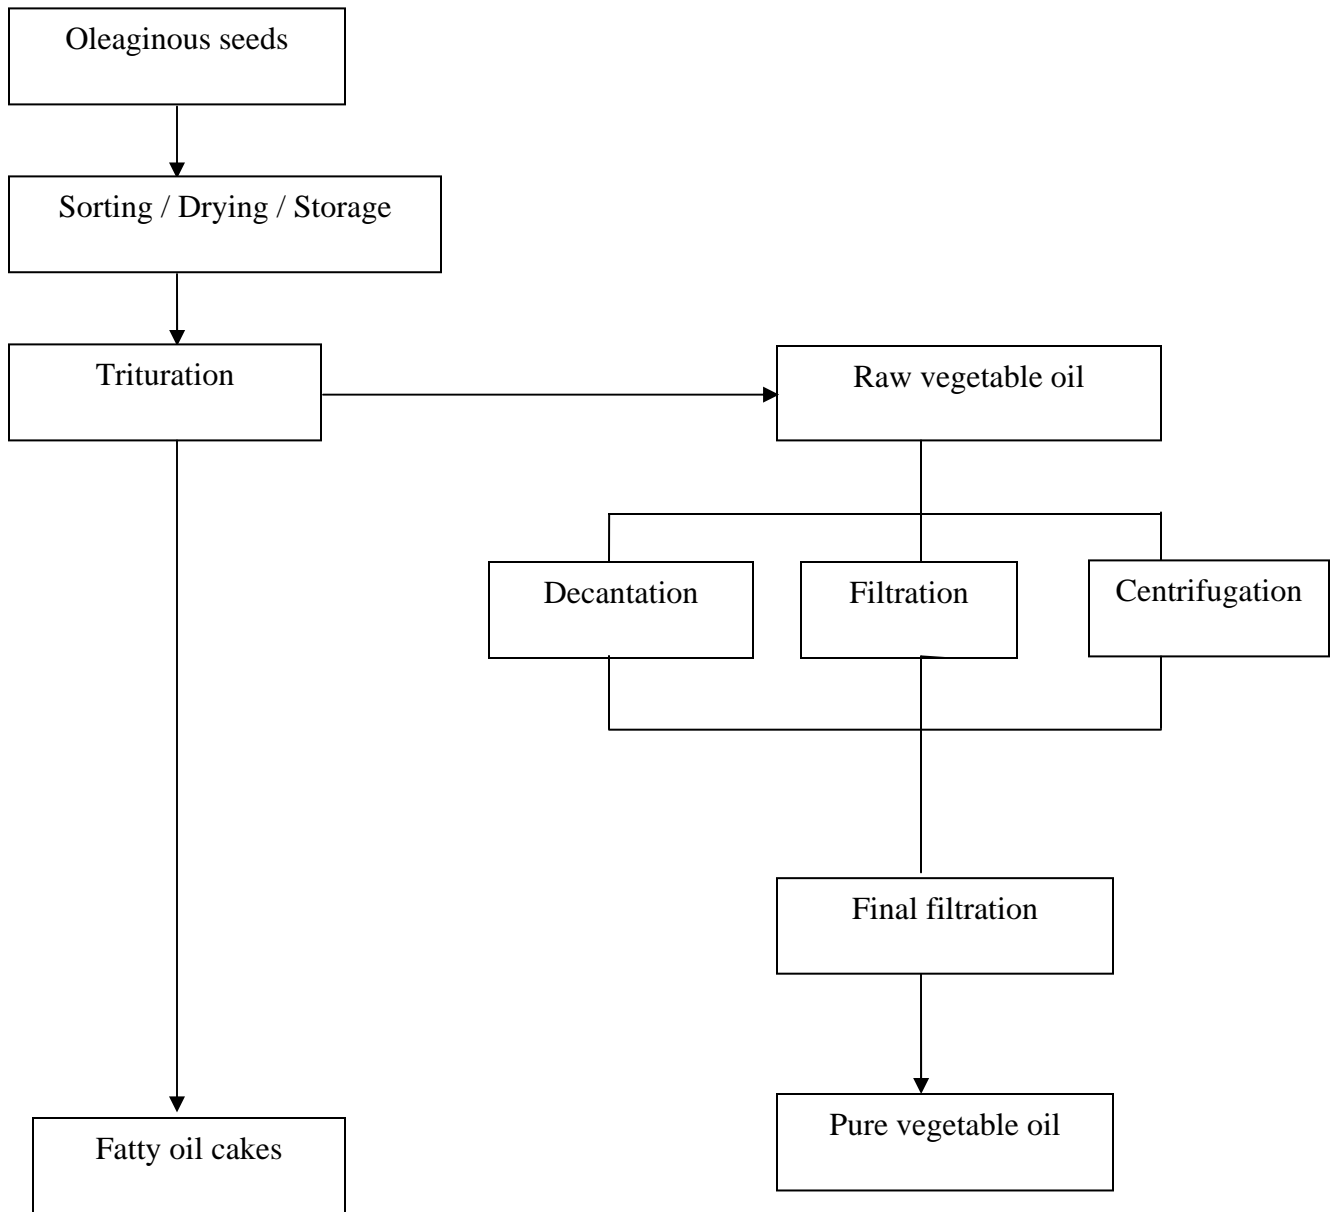 Oleaginous seeds
Sorting / Drying / Storage
Trituration
Raw vegetable oil
Decantation
Filtration
Centrifugation
Final filtration
Pure vegetable oil
Fatty oil cakes